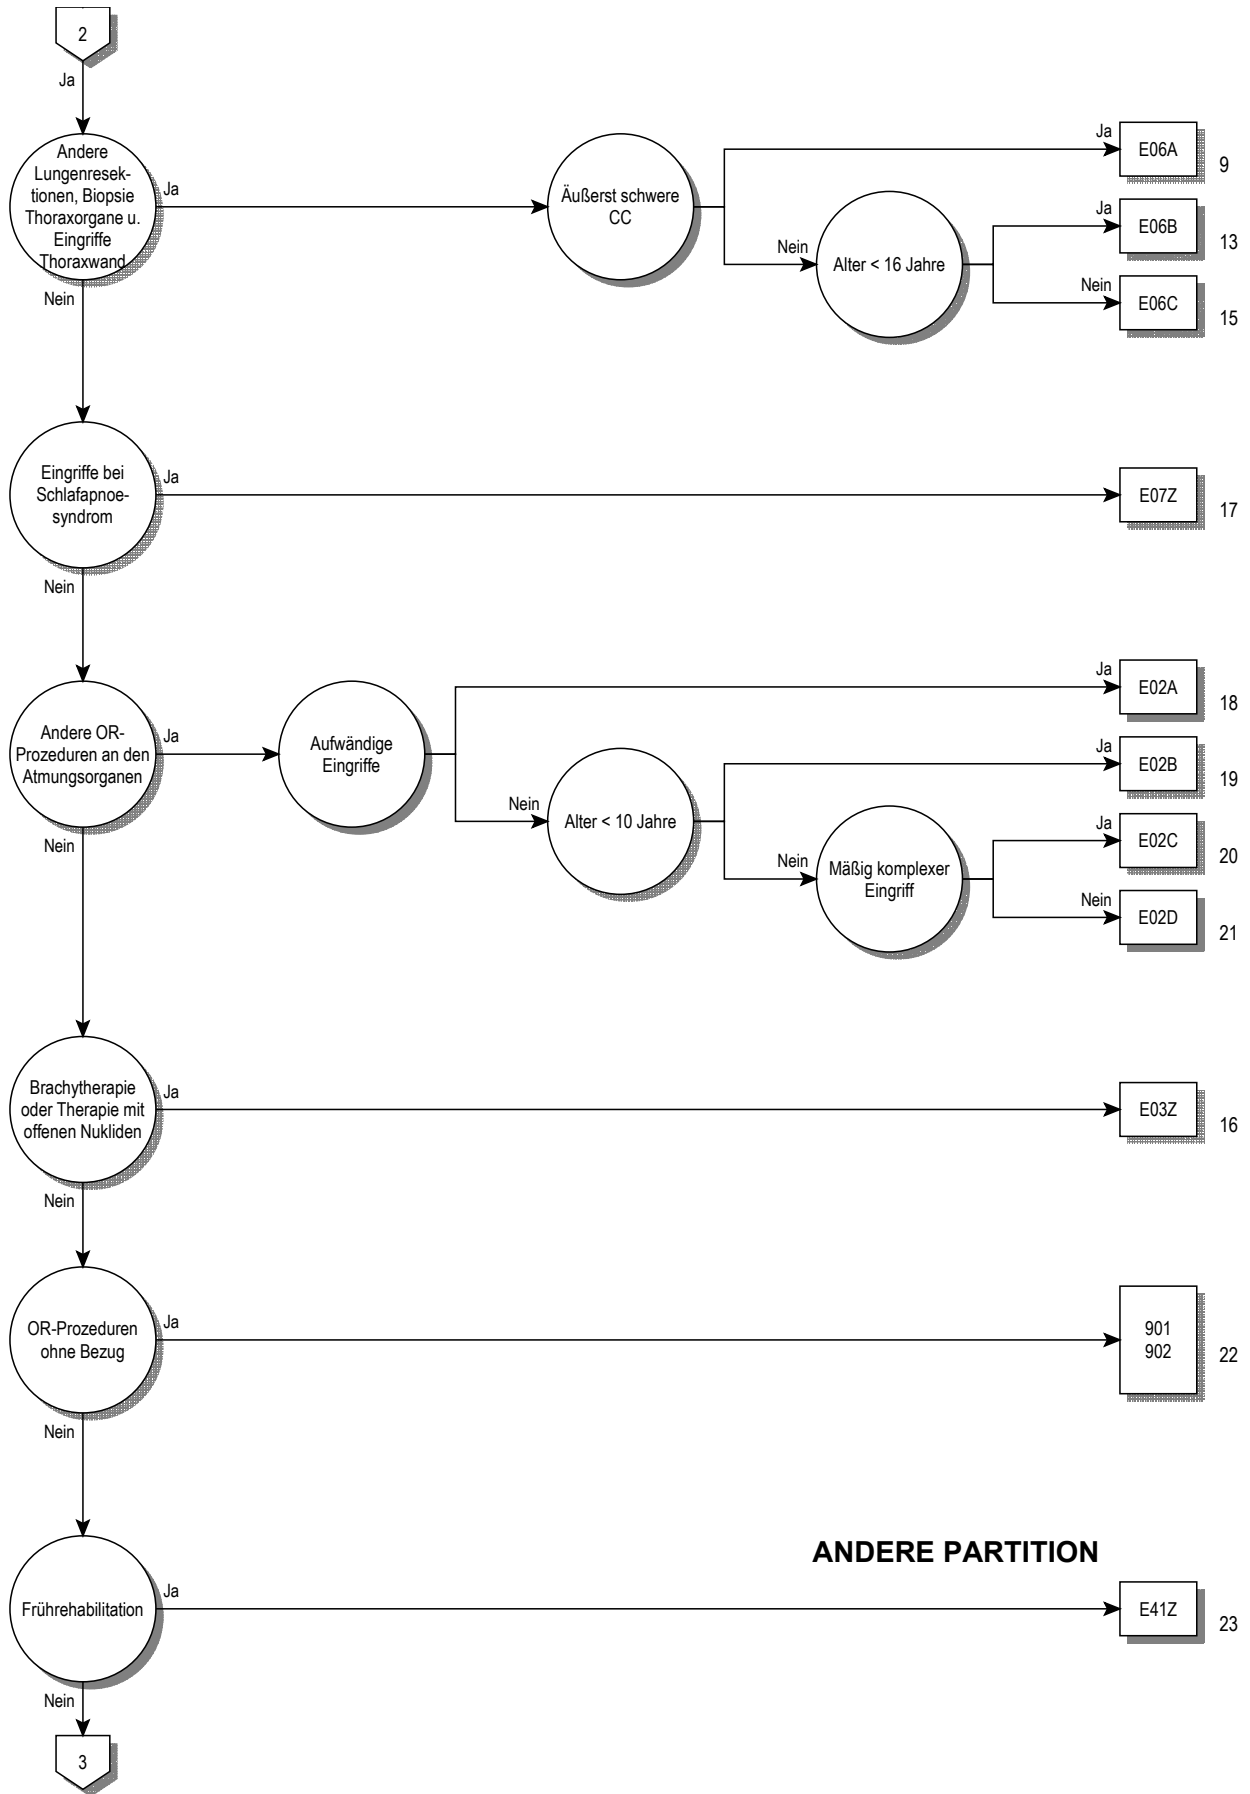 2
Ja
Andere
Lungenresek-
tionen, Biopsie
Thoraxorgane u.
Eingriffe
Thoraxwand
Ja
Äußerst schwere
CC
Ja
E06A
9
Nein
Alter < 16 Jahre
Ja
E06B
13
Nein
E06C
15
Nein
Eingriffe bei
Schlafapnoe-
syndrom
Ja
E07Z
17
Nein
Andere OR-
Prozeduren an den
Atmungsorganen
Ja
Aufwändige
Eingriffe
Ja
E02A
18
Nein
Alter < 10 Jahre
Ja
E02B
19
Nein
Mäßig komplexer
Eingriff
Ja
E02C
20
Nein
E02D
21
Nein
Brachytherapie
oder Therapie mit
offenen Nukliden
Ja
E03Z
16
Nein
OR-Prozeduren
ohne Bezug
Ja
901
902
22
Nein
ANDERE PARTITION
Frührehabilitation
Ja
E41Z
23
Nein
3